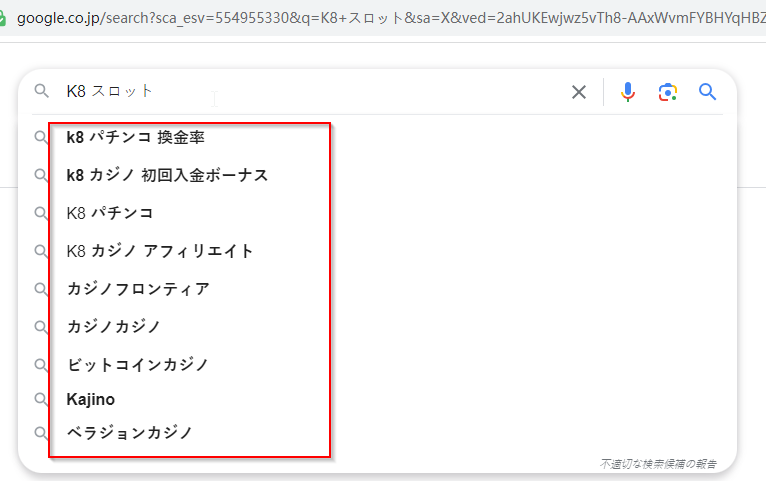 google.co.jp/search?sca_esv=554955330&q=K8+スロット&sa=X&ved=2ahUKEwjwz5vTh8-AAxWvmFYBHYqHBZ
K8 スロット
k8 パチンコ 換金率
k8 カジノ 初回入金ボーナス
K8 パチンコ
K8 カジノ アフィリエイト
カジノフロンティア
カジノカジノ
ビットコインカジノ
Kajino
ベラジョンカジノ
不適切な検索候補の報告